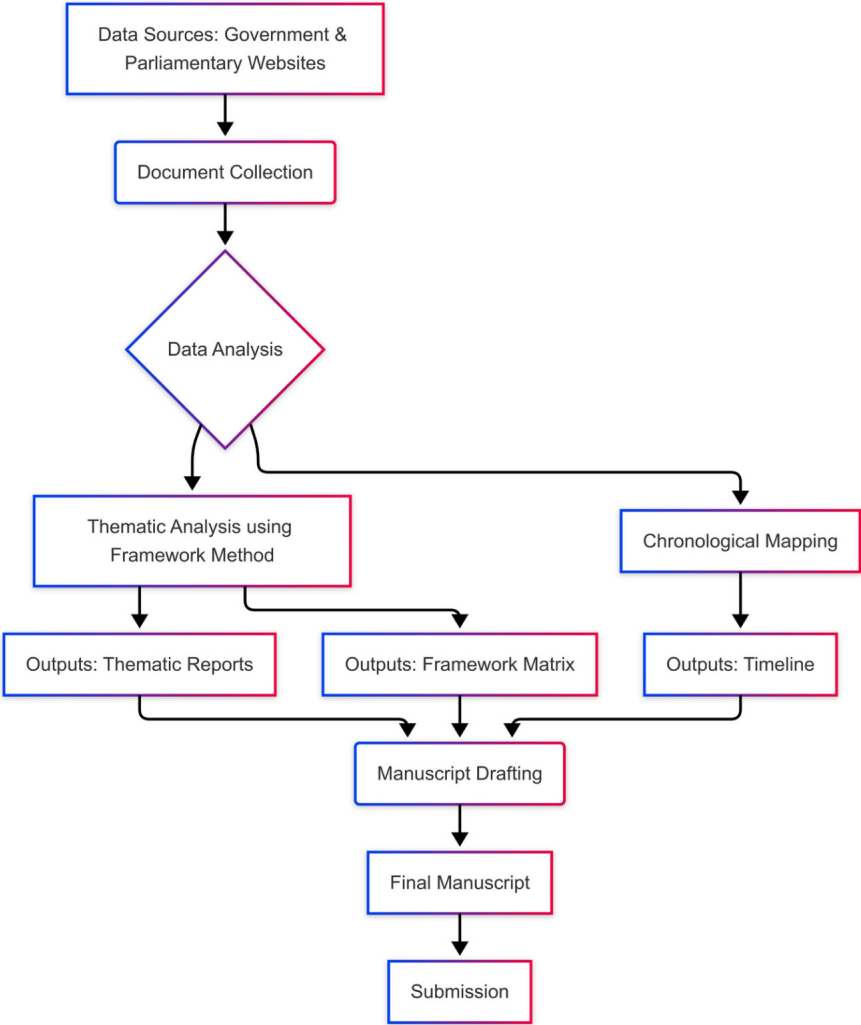 Data Sources: Government &
Parliamentary Websites
Document Collection
Data Analysis
Thematic Analysis using
Framework Method
Chronological Mapping
Outputs: Thematic Reports
Outputs: Framework Matrix
Outputs: Timeline
Manuscript Drafting
Final Manuscript
Submission